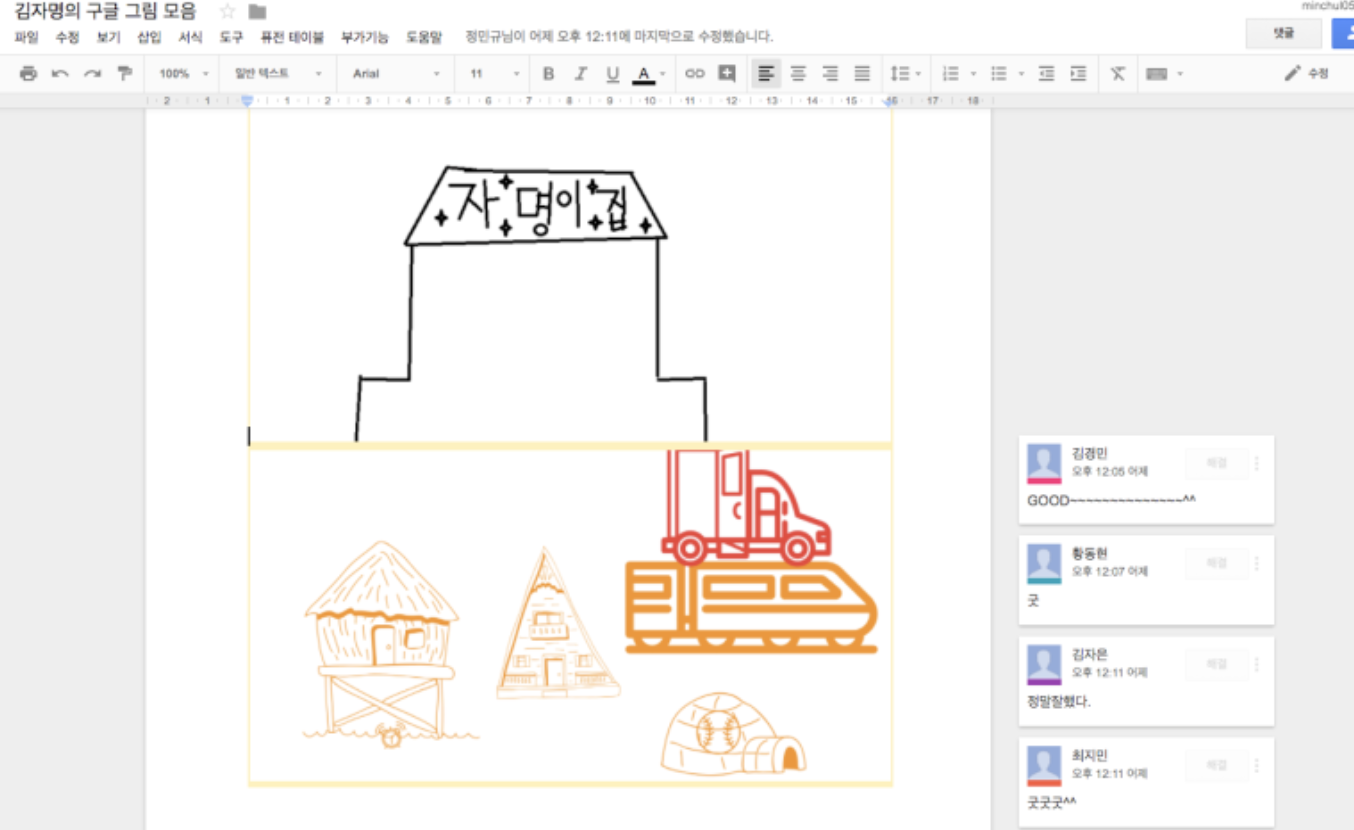 김자명의 구글 그림 모음
minchul05
파일 수정 보기 삽입 서식 도구 퓨전 테이블 부가기능 도움말 정민규님이 어제 오후 12:11에 마지막으로 수정했습니다.
댓글
100% 일반 텍스트 Arial 11 B I U A 수정
2 1 1 2 3 4 5 6 7 8 9 10 11 12 13 14 15 16 17 18
자명이집
김경민
오후 12:05 어제
해결
GOOD~~~~~~~~~~~~~~~^^
황동현
오후 12:07 어제
해결
굿
김자은
오후 12:11 어제
해결
정말잘했다.
최지민
오후 12:11 어제
해결
굿굿굿^^